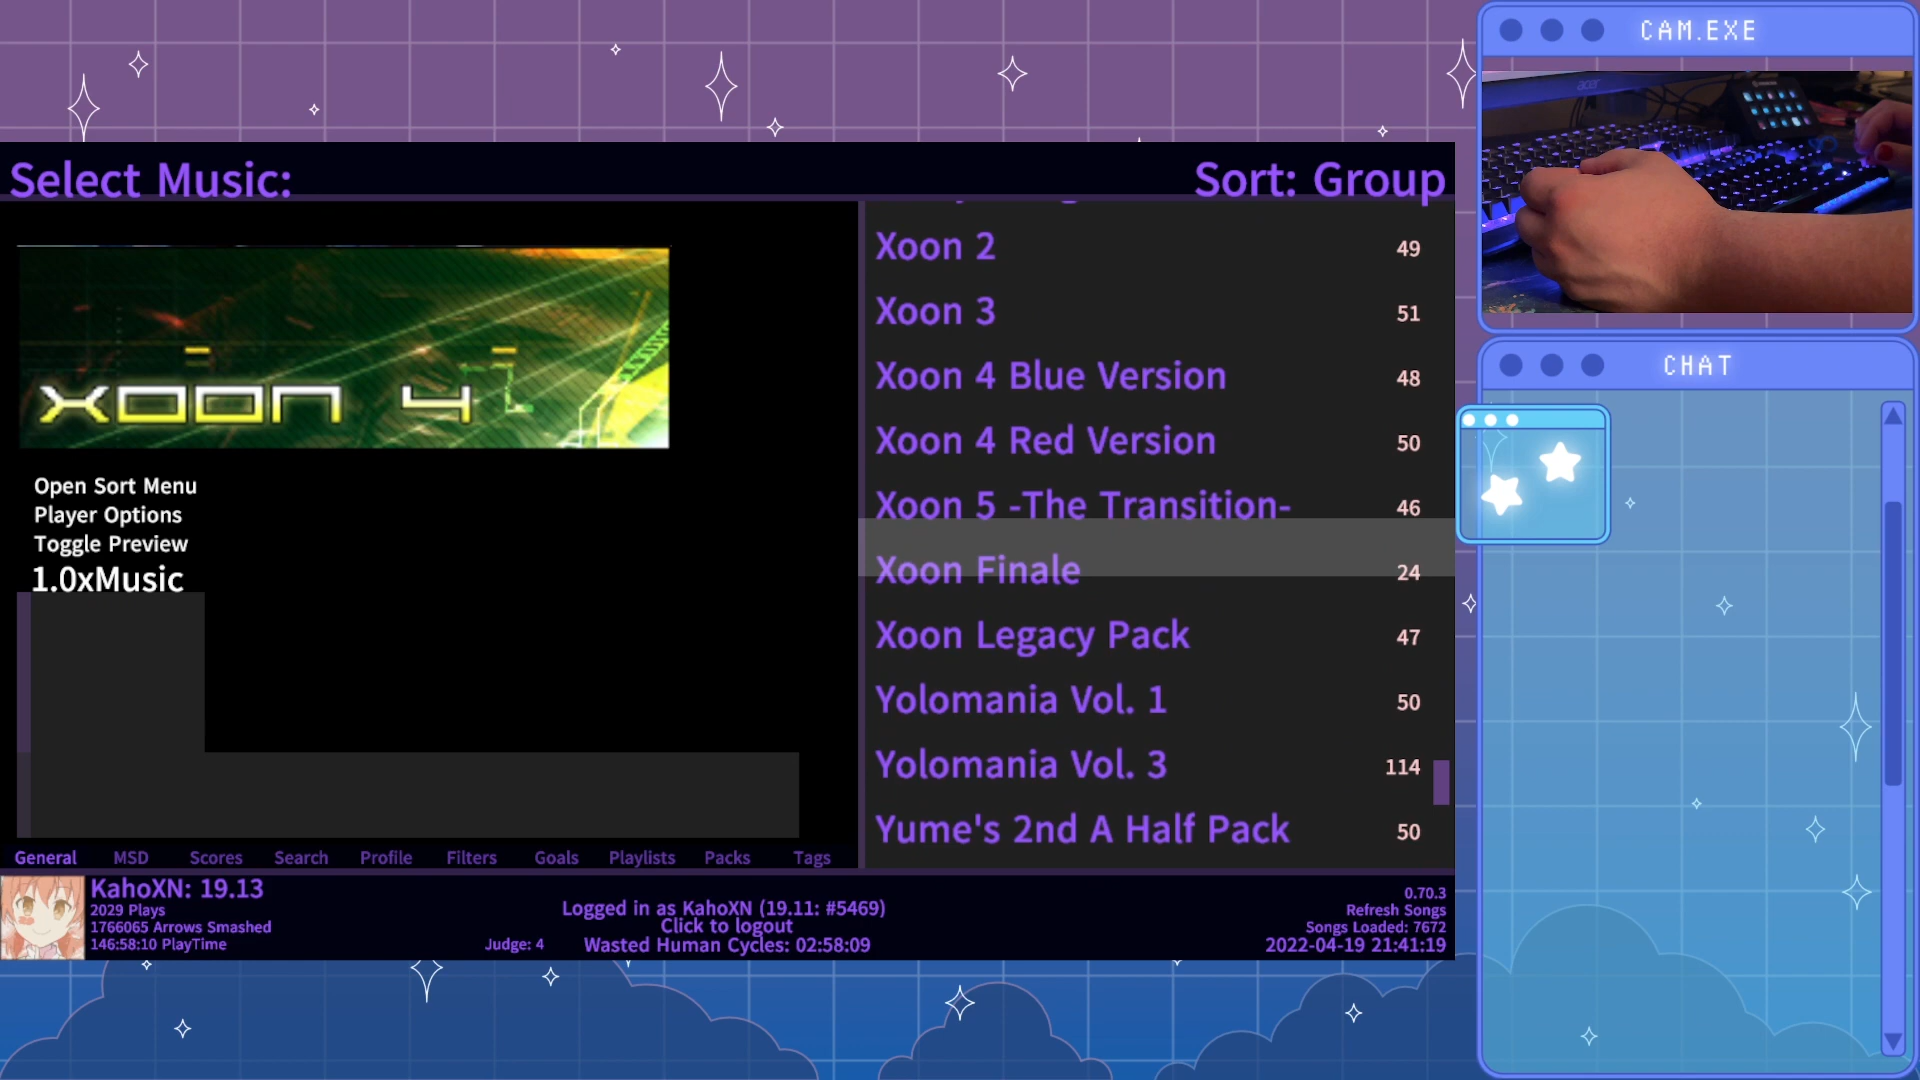 CAM.EXE
acer
Select Music:
Sort: Group
XOON 4
Xoon 2 49
Xoon 3 51
Xoon 4 Blue Version 48
Xoon 4 Red Version 50
Xoon 5 -The Transition- 46
Xoon Finale 24
Xoon Legacy Pack 47
Yolomania Vol. 1 50
Yolomania Vol. 3 114
Yume's 2nd A Half Pack 50
Open Sort Menu
Player Options
Toggle Preview
1.0xMusic
General MSD Scores Search Profile Filters Goals Playlists Packs Tags
KahoXN: 19.13
2029 Plays
1766065 Arrows Smashed
146:58:10 PlayTime
Judge: 4
Logged in as KahoXN (19.11: #5469)
Click to logout
Wasted Human Cycles: 02:58:09
0.70.3
Refresh Songs
Songs Loaded: 7672
2022-04-19 21:41:19
CHAT